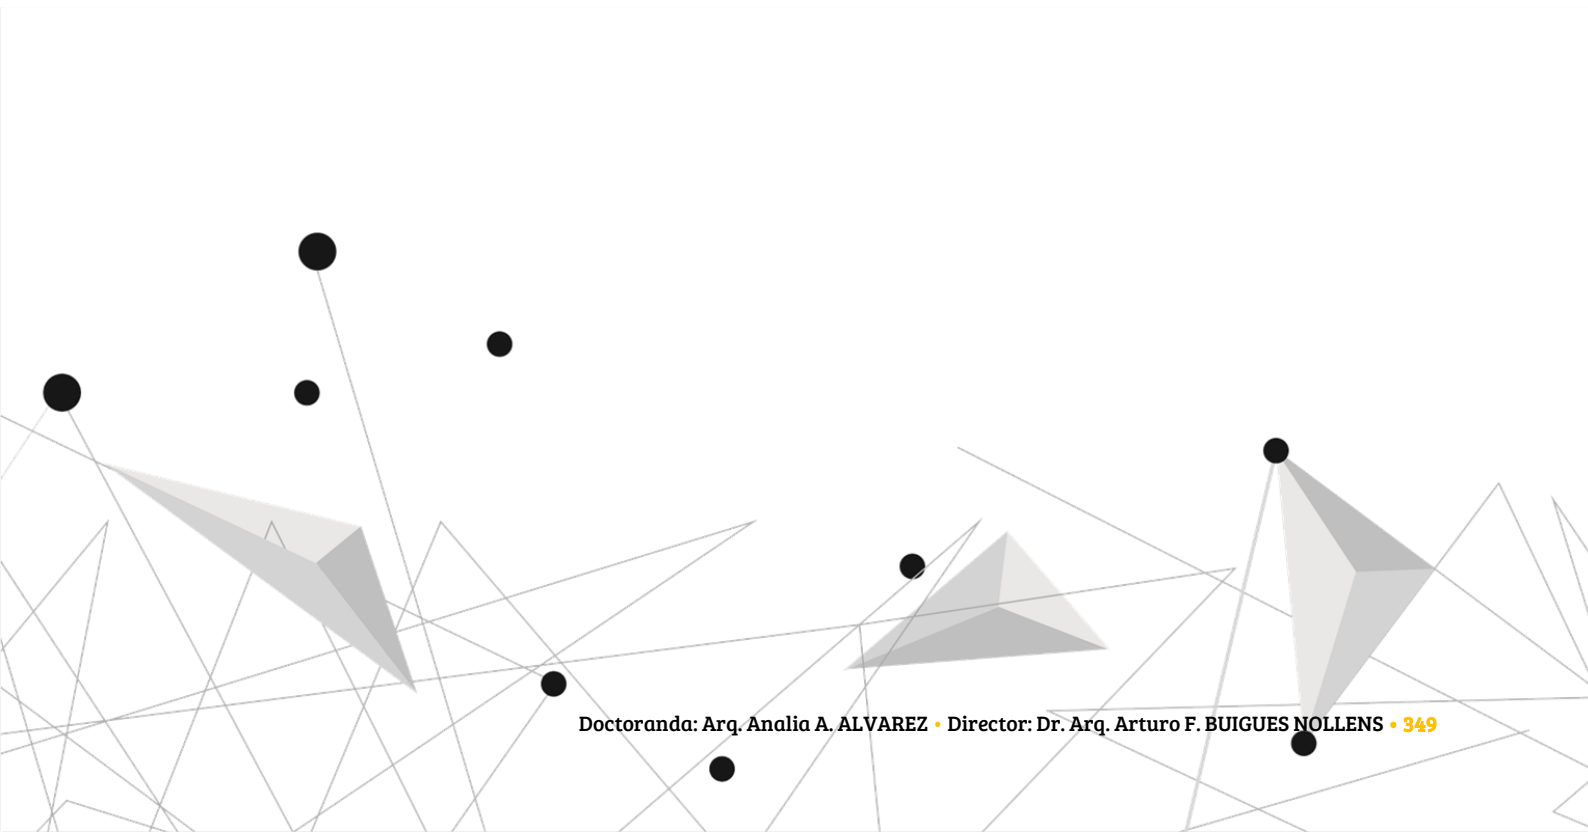 Doctoranda: Arq. Analia A. ALVAREZ • Director: Dr. Arq. Arturo F. BUIGUES NOLLENS • 349